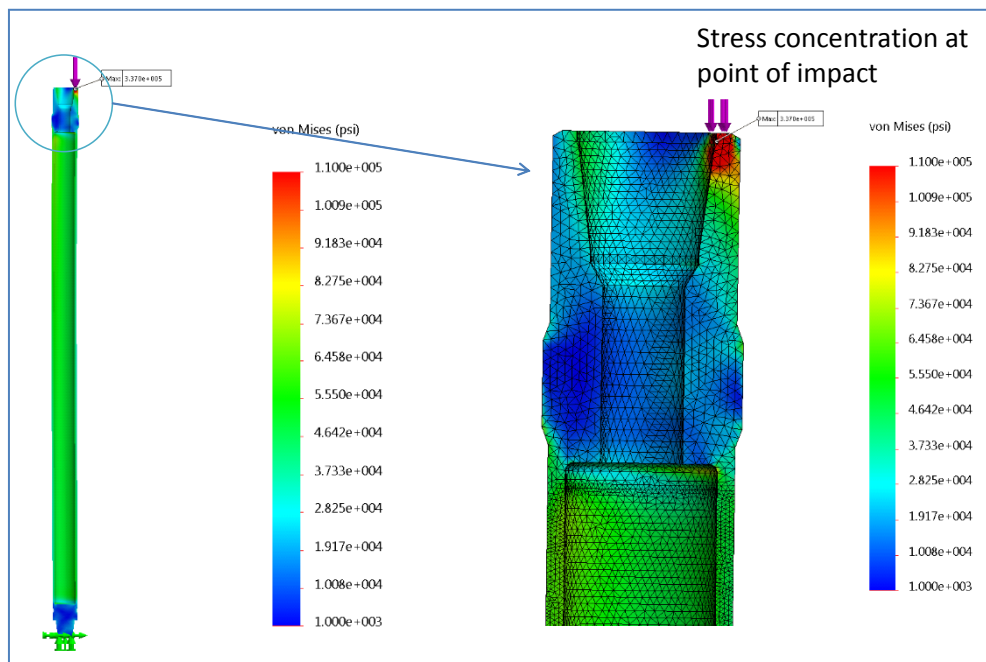 Stress concentration at
point of impact
Max: 3.370e+005
von Mises (psi)
1.100e+005
1.009e+005
9.183e+004
8.275e+004
7.367e+004
6.458e+004
5.550e+004
4.642e+004
3.733e+004
2.825e+004
1.917e+004
1.008e+004
1.000e+003
Max: 3.370e+005
von Mises (psi)
1.100e+005
1.009e+005
9.183e+004
8.275e+004
7.367e+004
6.458e+004
5.550e+004
4.642e+004
3.733e+004
2.825e+004
1.917e+004
1.008e+004
1.000e+003